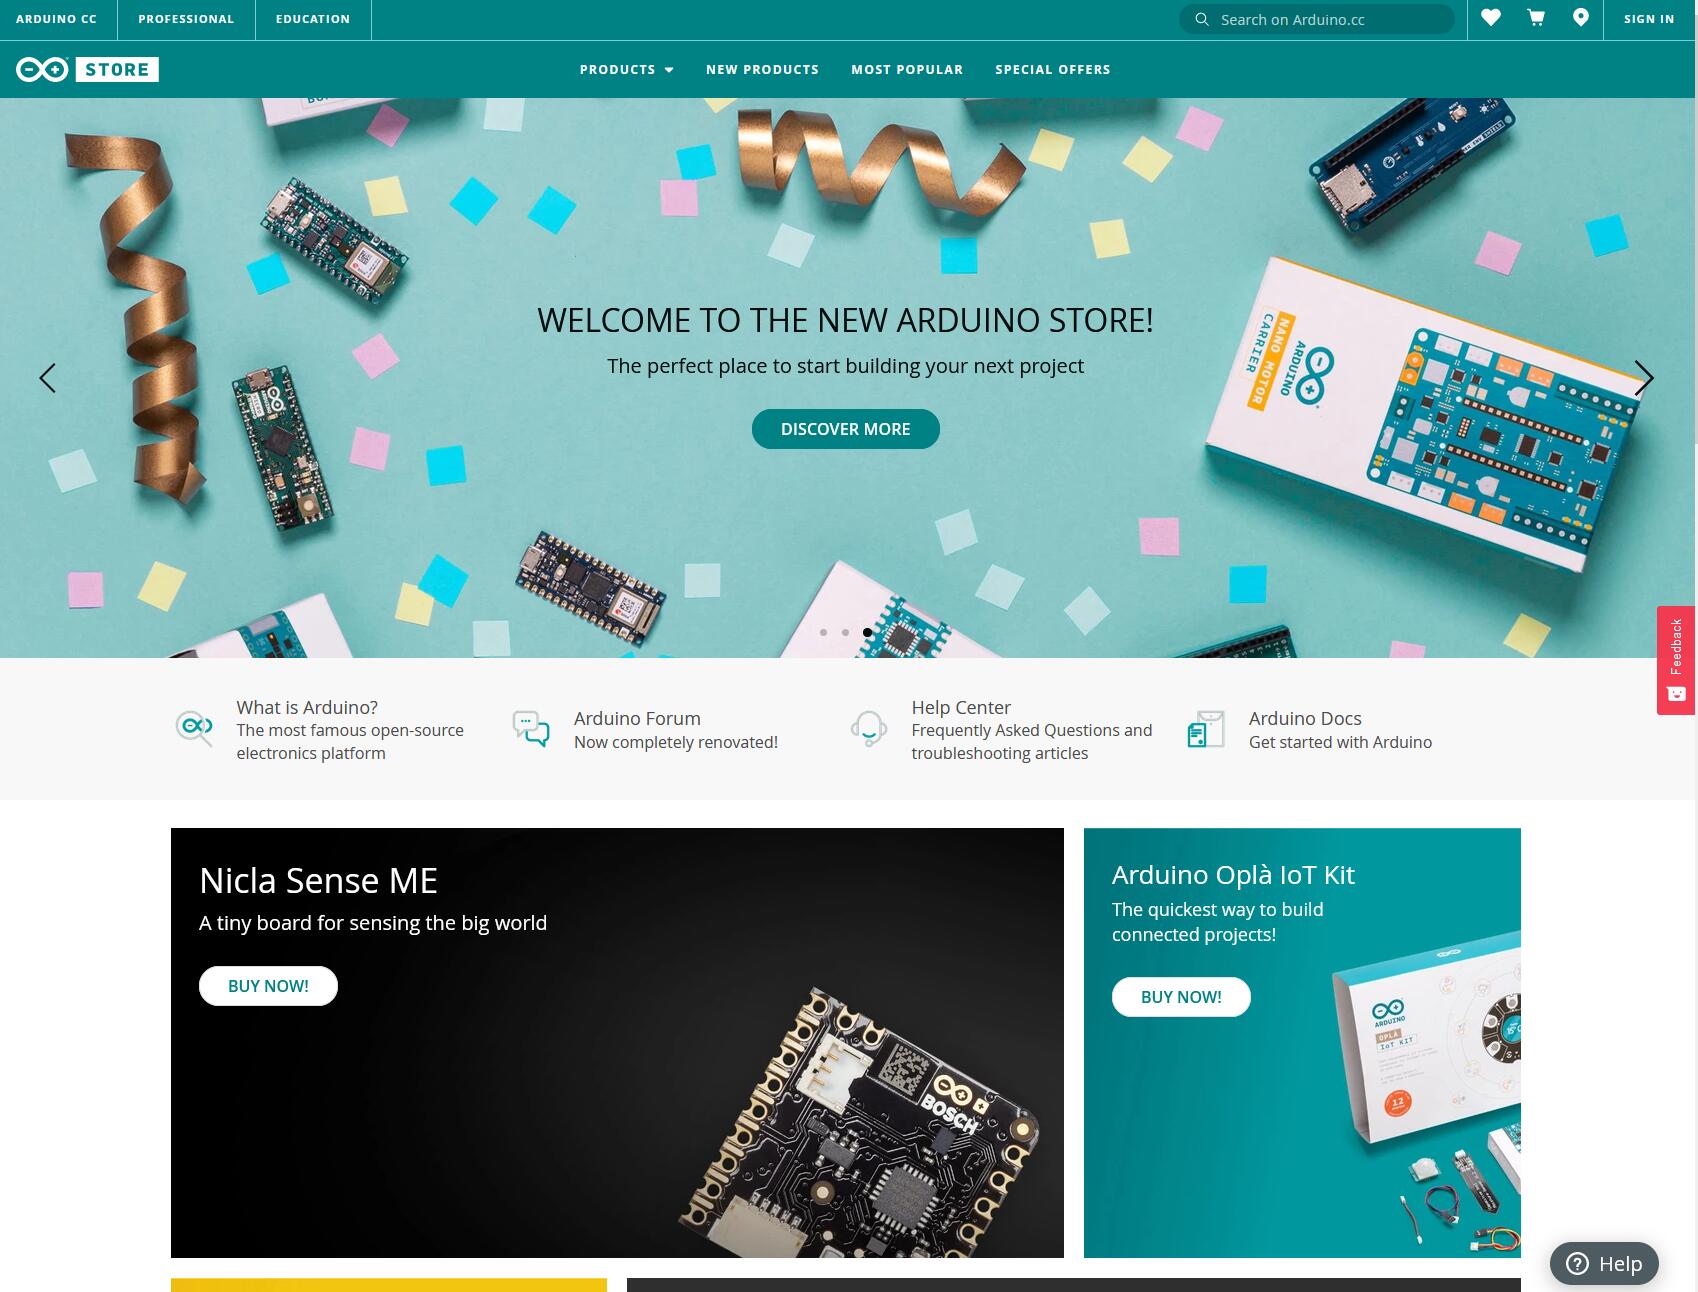 ARDUINO CC
PROFESSIONAL
EDUCATION
Search on Arduino.cc
SIGN IN
STORE
PRODUCTS
NEW PRODUCTS
MOST POPULAR
SPECIAL OFFERS
WELCOME TO THE NEW ARDUINO STORE!
The perfect place to start building your next project
DISCOVER MORE
ARDUINO
NANO MOTOR
CARRIER
Feedback
What is Arduino?
The most famous open-source
electronics platform
Arduino Forum
Now completely renovated!
Help Center
Frequently Asked Questions and
troubleshooting articles
Arduino Docs
Get started with Arduino
Nicla Sense ME
A tiny board for sensing the big world
BUY NOW!
BOSCH
Arduino Oplà IoT Kit
The quickest way to build
connected projects!
BUY NOW!
ARDUINO
OPLÀ
IoT KIT
12
Help